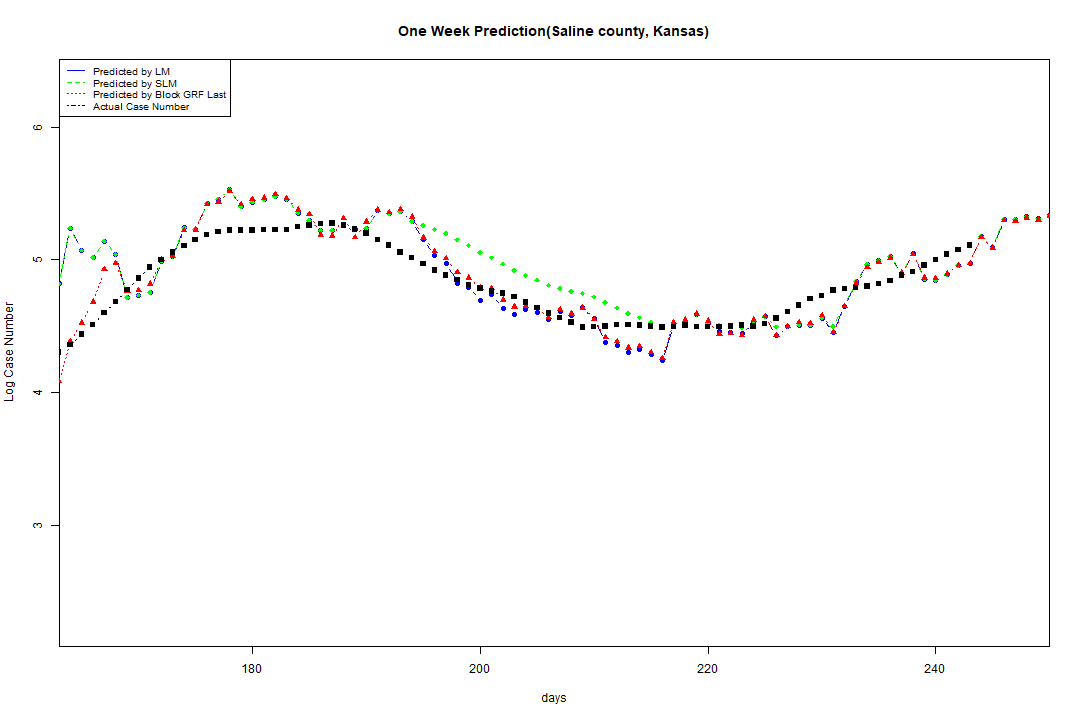 One Week Prediction(Saline county, Kansas)
Predicted by LM
Predicted by SLM
Predicted by Block GRF Last
Actual Case Number
6
5
4
3
Log Case Number
180 200 220 240
days